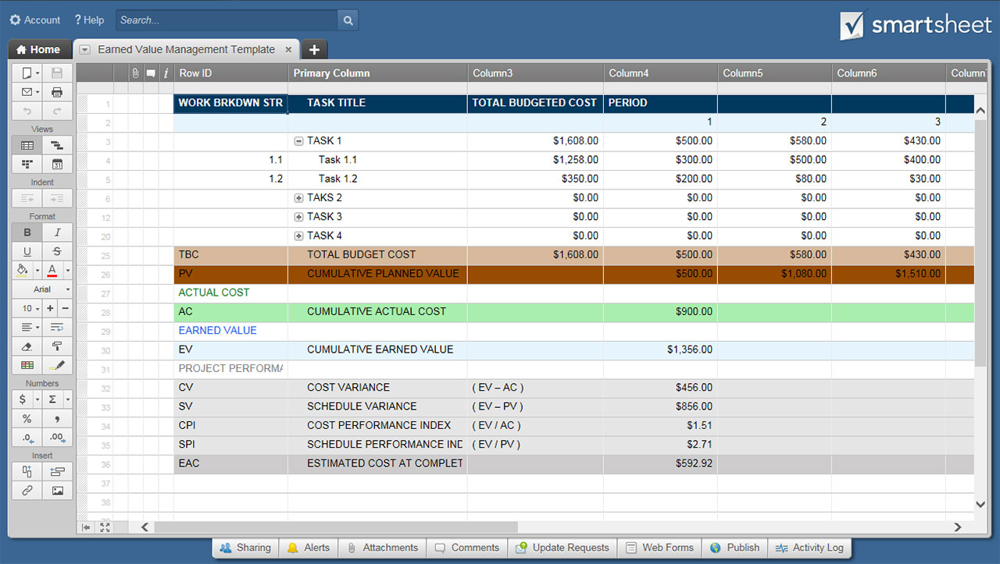 Account ? Help Search...
smartsheet
Home Earned Value Management Template × +
i Row ID Primary Column Column3 Column4 Column5 Column6 Column
1 WORK BRKDWN STR TASK TITLE TOTAL BUDGETED COST PERIOD
2 1 2 3
3 TASK 1 $1,608.00 $500.00 $580.00 $430.00
4 1.1 Task 1.1 $1,258.00 $300.00 $500.00 $400.00
5 1.2 Task 1.2 $350.00 $200.00 $80.00 $30.00
6 TAKS 2 $0.00 $0.00 $0.00 $0.00
12 TASK 3 $0.00 $0.00 $0.00 $0.00
20 TASK 4 $0.00 $0.00 $0.00 $0.00
25 TBC TOTAL BUDGET COST $1,608.00 $500.00 $580.00 $430.00
26 PV CUMULATIVE PLANNED VALUE $500.00 $1,080.00 $1,510.00
27 ACTUAL COST
28 AC CUMULATIVE ACTUAL COST $900.00
29 EARNED VALUE
30 EV CUMULATIVE EARNED VALUE $1,356.00
31 PROJECT PERFORMA
32 CV COST VARIANCE ( EV – AC ) $456.00
33 SV SCHEDULE VARIANCE ( EV – PV ) $856.00
34 CPI COST PERFORMANCE INDEX ( EV / AC ) $1.51
35 SPI SCHEDULE PERFORMANCE IND ( EV / PV ) $2.71
36 EAC ESTIMATED COST AT COMPLET $592.92
37
38
Views
31
Indent
Format
B I
U S
A
Arial
10 + −
Numbers
$ Σ
% ,
.0 .00
Insert
Sharing Alerts Attachments Comments Update Requests Web Forms Publish Activity Log